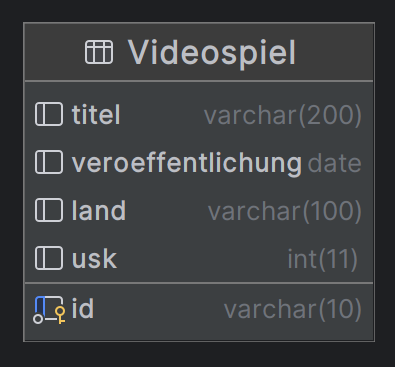 Videospiel
titel varchar(200)
veroeffentlichung date
land varchar(100)
usk int(11)
id varchar(10)